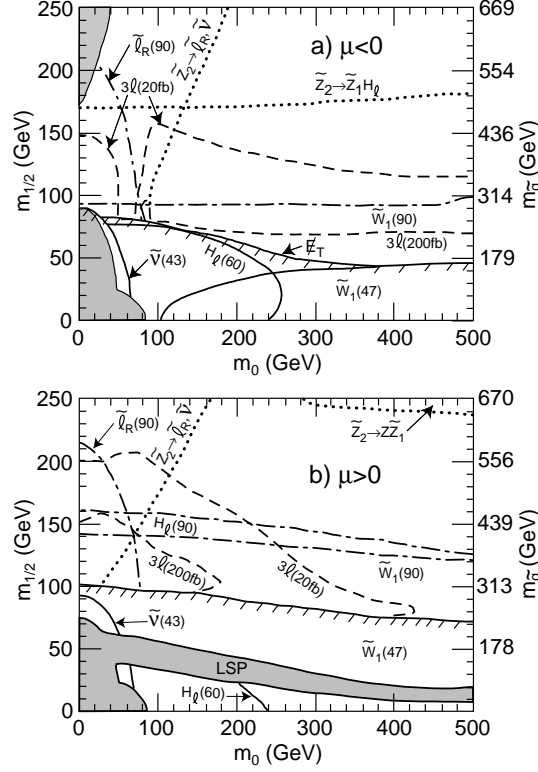 250
200
150
100
50
0
m1/2 (GeV)
669
554
436
314
179
mg̃ (GeV)
a) μ<0
ℓ̃R(90)
3ℓ(20fb)
Z̃2→ℓ̃R, ν̃
Z̃2→Z̃1Hℓ
W̃1(90)
3ℓ(200fb)
E̸T
ν̃(43)
Hℓ(60)
W̃1(47)
0 100 200 300 400 500
m0 (GeV)
250
200
150
100
50
0
m1/2 (GeV)
670
556
439
313
178
mg̃ (GeV)
b) μ>0
ℓ̃R(90)
Z̃2→ℓ̃R, ν̃
Z̃2→ZZ̃1
Hℓ(90)
W̃1(90)
3ℓ(200fb)
3ℓ(20fb)
ν̃(43)
W̃1(47)
LSP
Hℓ(60)
0 100 200 300 400 500
m0 (GeV)